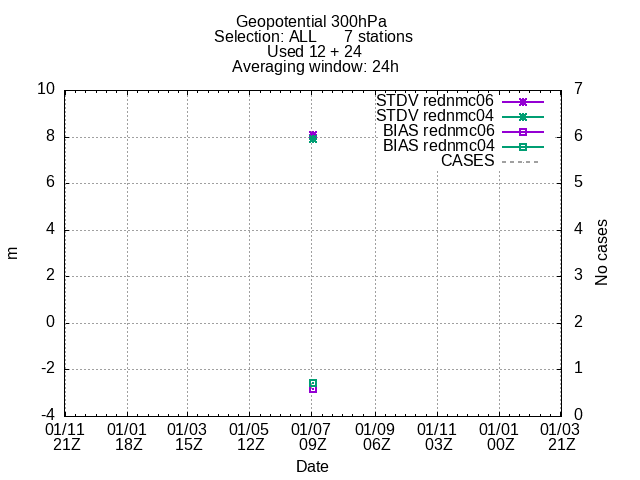 Geopotential 300hPa
Selection: ALL 7 stations
Used 12 + 24
Averaging window: 24h
10 7
STDV rednmc06
STDV rednmc04
8 6
BIAS rednmc06
BIAS rednmc04
CASES
6 5
4 4
m No cases
2 3
0 2
-2 1
-4 0
01/11 01/01 01/03 01/05 01/07 01/09 01/11 01/01 01/03
21Z 18Z 15Z 12Z 09Z 06Z 03Z 00Z 21Z
Date